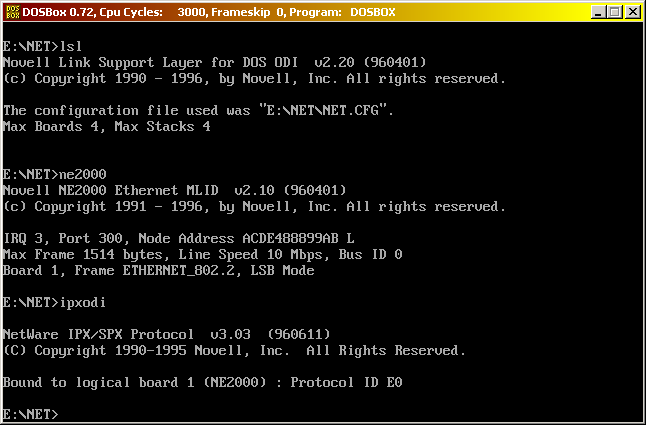 DOS
BOX
DOSBox 0.72, Cpu Cycles: 3000, Frameskip 0, Program: DOSBOX
E:\NET>lsl
Novell Link Support Layer for DOS ODI v2.20 (960401)
(c) Copyright 1990 - 1996, by Novell, Inc. All rights reserved.
The configuration file used was "E:\NET\NET.CFG".
Max Boards 4, Max Stacks 4
E:\NET>ne2000
Novell NE2000 Ethernet MLID v2.10 (960401)
(c) Copyright 1991 - 1996, by Novell, Inc. All rights reserved.
IRQ 3, Port 300, Node Address ACDE488899AB L
Max Frame 1514 bytes, Line Speed 10 Mbps, Bus ID 0
Board 1, Frame ETHERNET_802.2, LSB Mode
E:\NET>ipxodi
NetWare IPX/SPX Protocol v3.03 (960611)
(C) Copyright 1990-1995 Novell, Inc. All Rights Reserved.
Bound to logical board 1 (NE2000) : Protocol ID E0
E:\NET>